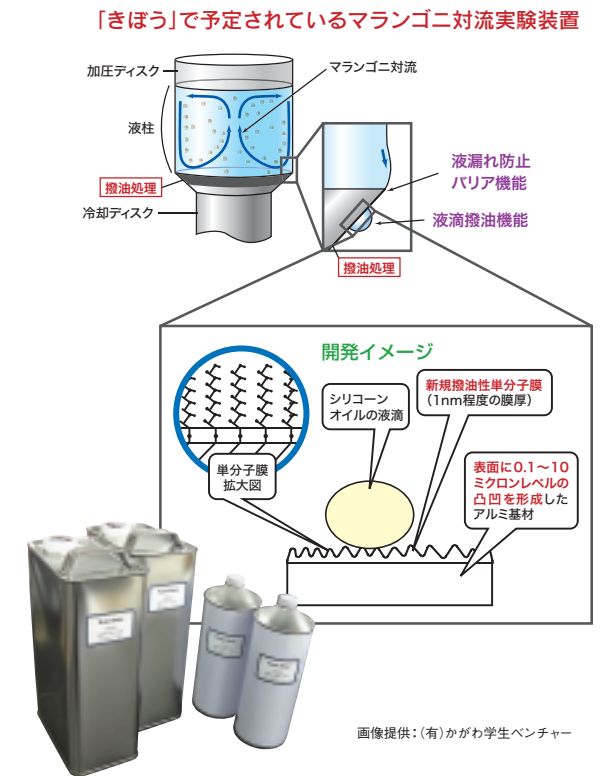 「きぼう」で予定されているマランゴニ対流実験装置
加圧ディスク
マランゴニ対流
液柱
撥油処理
冷却ディスク
液漏れ防止
バリア機能
液滴撥油機能
撥油処理
開発イメージ
シリコーン
オイルの液滴
新規撥油性単分子膜
（1nm程度の膜厚）
単分子膜
拡大図
表面に0.1〜10
ミクロンレベルの
凸凹を形成した
アルミ基材
画像提供：（有）かがわ学生ベンチャー